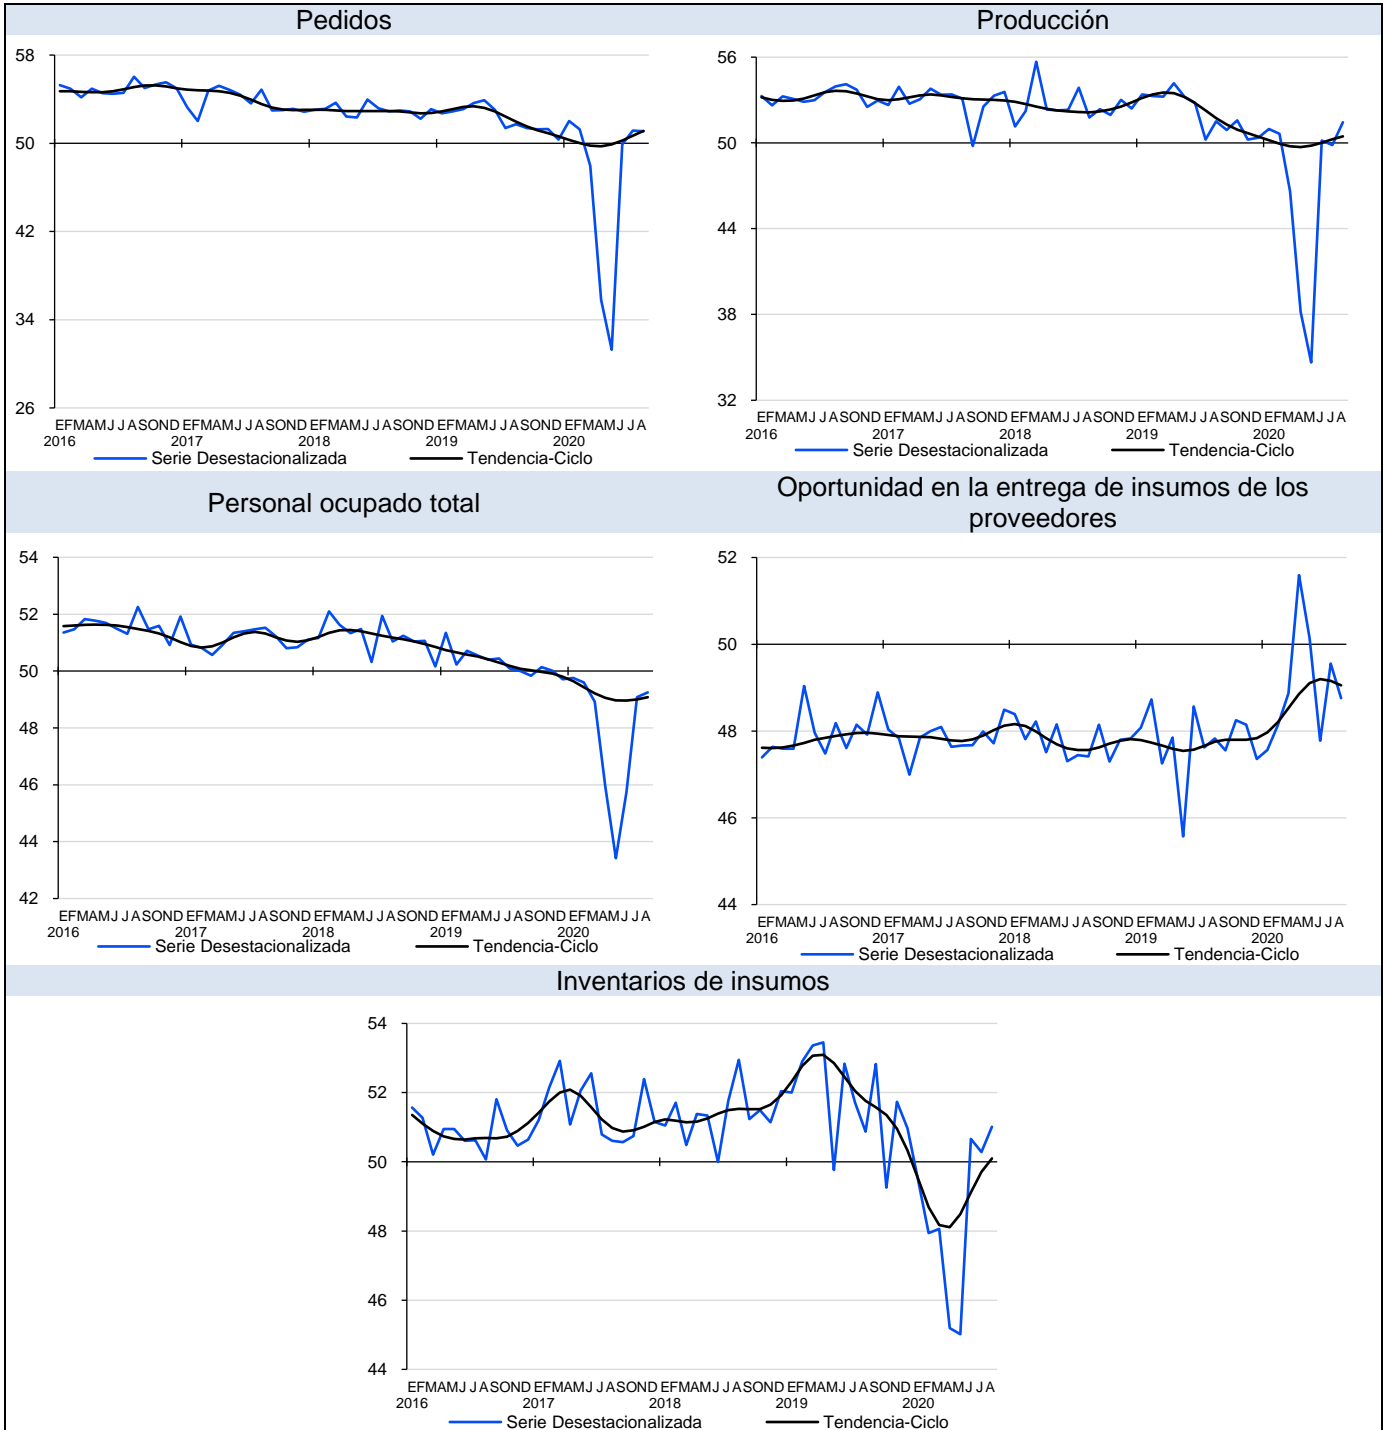 Pedidos
58
50
42
34
26
EFMAMJ J ASOND EFMAMJ J ASOND EFMAMJ J ASOND EFMAMJ J ASOND EFMAMJ J A
2016 2017 2018 2019 2020
Serie Desestacionalizada Tendencia-Ciclo
Producción
56
50
44
38
32
EFMAMJ J ASOND EFMAMJ J ASOND EFMAMJ J ASOND EFMAMJ J ASOND EFMAMJ J A
2016 2017 2018 2019 2020
Serie Desestacionalizada Tendencia-Ciclo
Personal ocupado total
54
52
50
48
46
44
42
EFMAMJ J ASOND EFMAMJ J ASOND EFMAMJ J ASOND EFMAMJ J ASOND EFMAMJ J A
2016 2017 2018 2019 2020
Serie Desestacionalizada Tendencia-Ciclo
Oportunidad en la entrega de insumos de los
proveedores
52
50
48
46
44
EFMAMJ J ASOND EFMAMJ J ASOND EFMAMJ J ASOND EFMAMJ J ASOND EFMAMJ J A
2016 2017 2018 2019 2020
Serie Desestacionalizada Tendencia-Ciclo
Inventarios de insumos
54
52
50
48
46
44
EFMAMJ J A SOND EFMAMJ J A SOND EFMAMJ J A SOND EFMAMJ J A SOND EFMAMJ J A
2016 2017 2018 2019 2020
Serie Desestacionalizada Tendencia-Ciclo